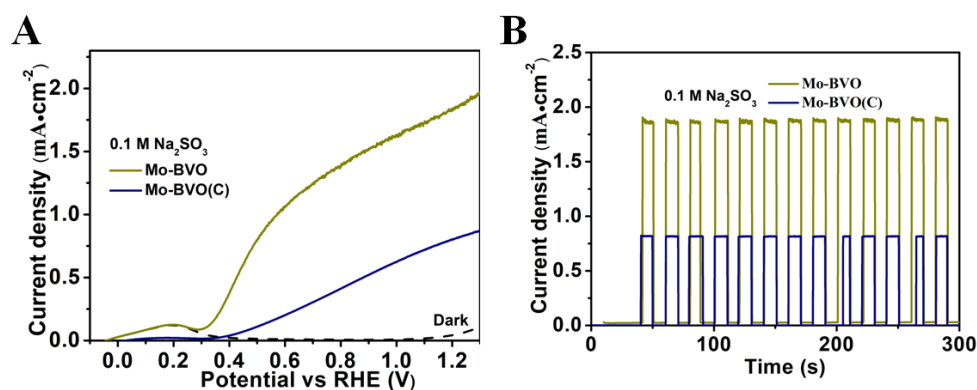 A
Current density (mA•cm⁻²)
2.0
1.5
1.0
0.5
0.0
0.1 M Na₂SO₃
Mo-BVO
Mo-BVO(C)
Dark
0.0 0.2 0.4 0.6 0.8 1.0 1.2
Potential vs RHE (V)
B
Current density (mA•cm⁻²)
2.5
2.0
1.5
1.0
0.5
0.0
0.1 M Na₂SO₃
Mo-BVO
Mo-BVO(C)
0 100 200 300
Time (s)